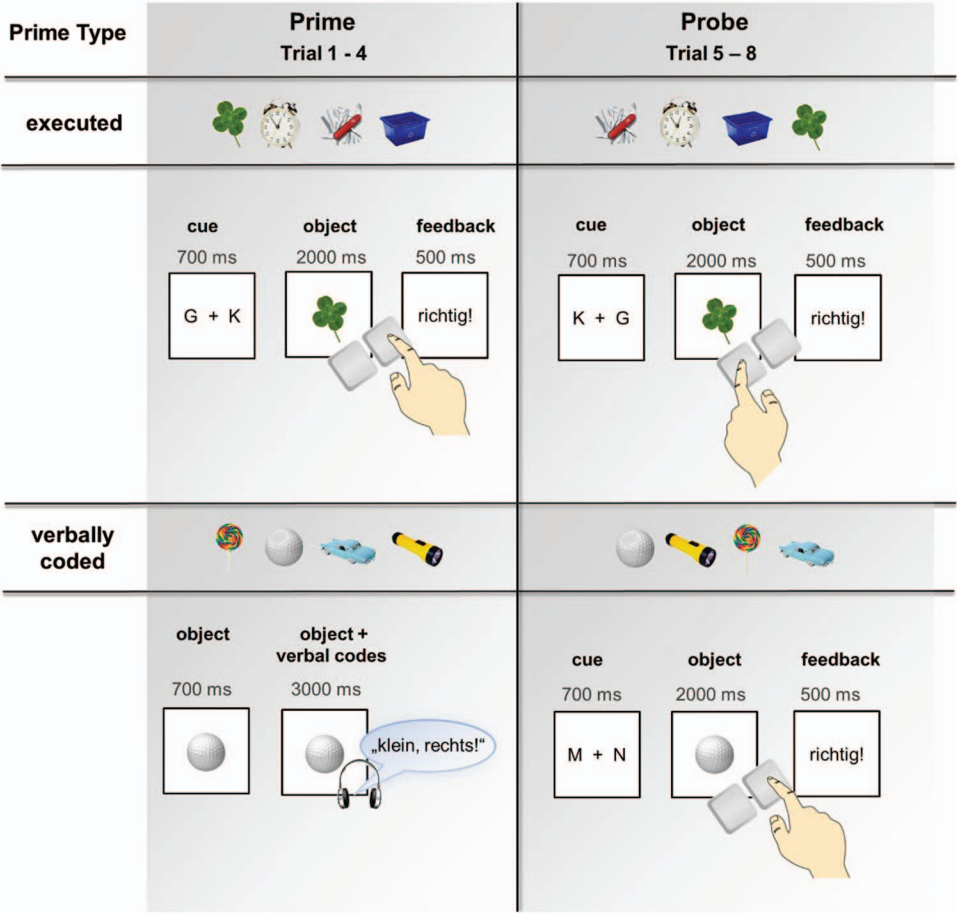 Prime Type
Prime
Trial 1 - 4
Probe
Trial 5 – 8
executed
cue
700 ms
object
2000 ms
feedback
500 ms
G + K
richtig!
cue
700 ms
object
2000 ms
feedback
500 ms
K + G
richtig!
verbally
coded
object
700 ms
object +
verbal codes
3000 ms
„klein, rechts!“
cue
700 ms
object
2000 ms
feedback
500 ms
M + N
richtig!